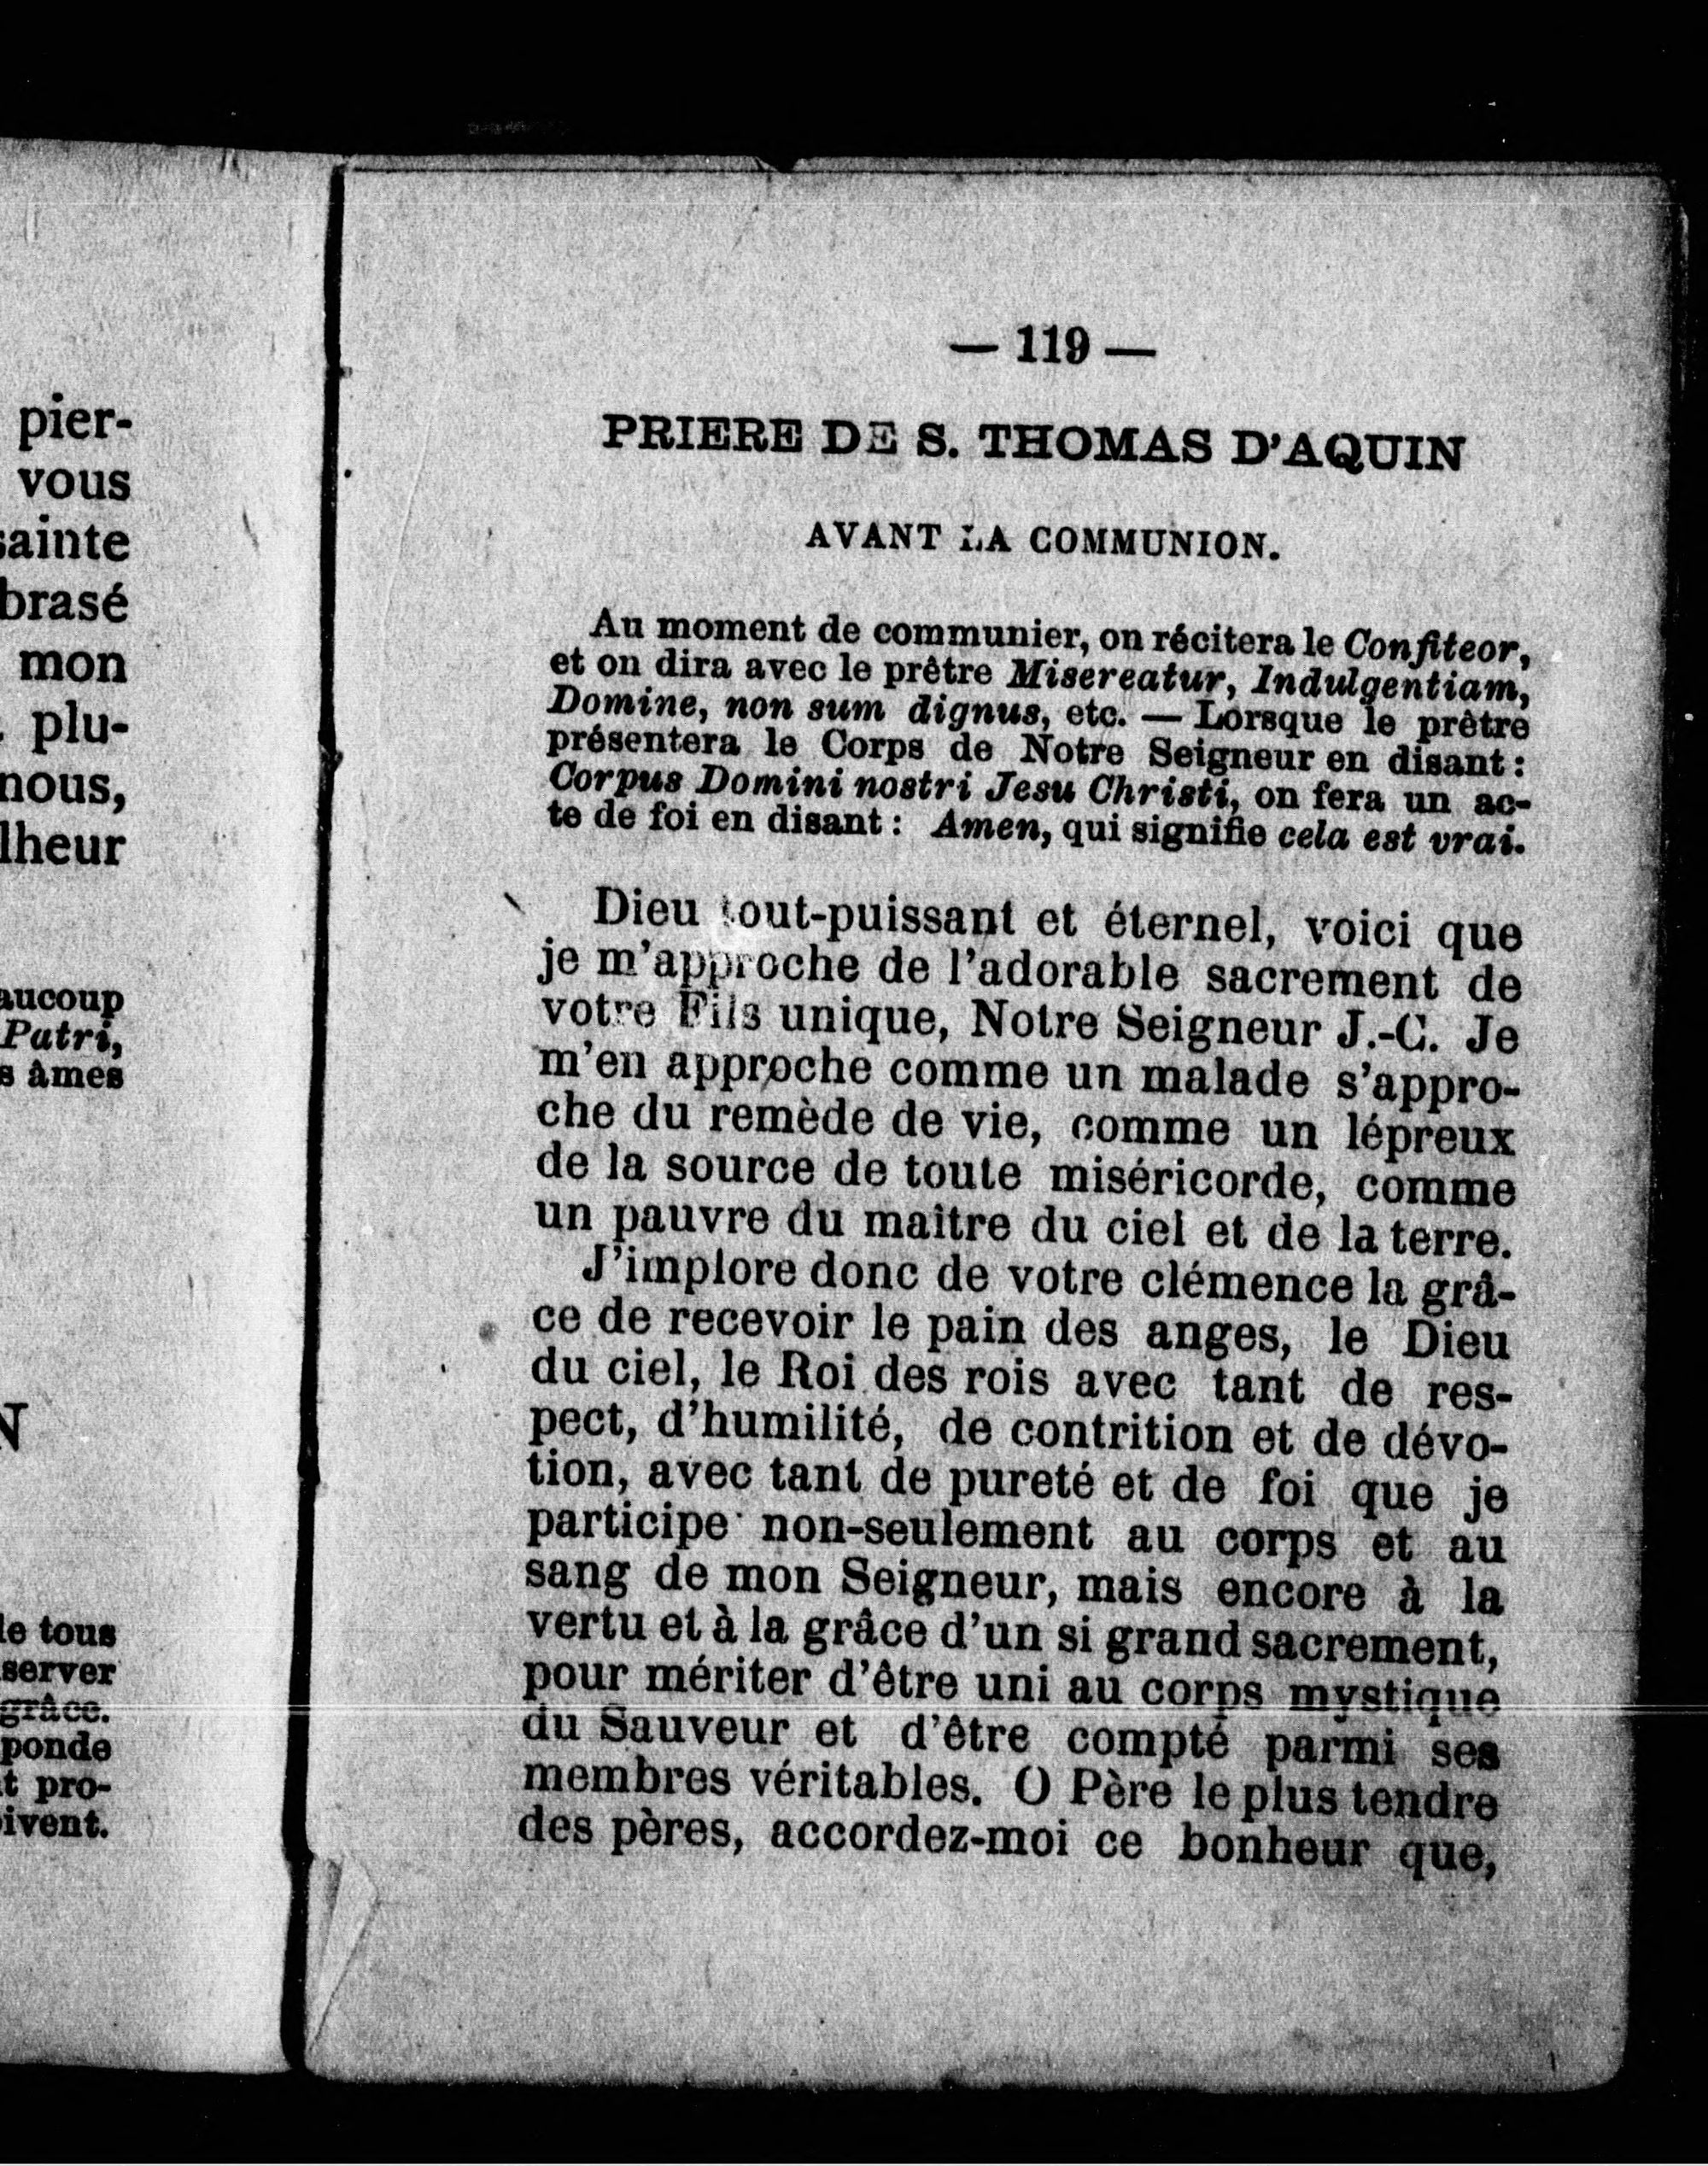 pier-
vous
sainte
brasé
mon
plu-
nous,
lheur
aucoup
Patri,
s âmes
N
le tous
server
grâce.
ponde
t pro-
ivent.
— 119 —
PRIERE DE S. THOMAS D'AQUIN
AVANT LA COMMUNION.
Au moment de communier, on récitera le Confiteor,
et on dira avec le prêtre Misereatur, Indulgentiam,
Domine, non sum dignus, etc. — Lorsque le prêtre
présentera le Corps de Notre Seigneur en disant :
Corpus Domini nostri Jesu Christi, on fera un ac-
te de foi en disant : Amen, qui signifie cela est vrai.
Dieu tout-puissant et éternel, voici que
je m'approche de l'adorable sacrement de
votre Fils unique, Notre Seigneur J.-C. Je
m'en approche comme un malade s'appro-
che du remède de vie, comme un lépreux
de la source de toute miséricorde, comme
un pauvre du maître du ciel et de la terre.
J'implore donc de votre clémence la grâ-
ce de recevoir le pain des anges, le Dieu
du ciel, le Roi des rois avec tant de res-
pect, d'humilité, de contrition et de dévo-
tion, avec tant de pureté et de foi que je
participe non-seulement au corps et au
sang de mon Seigneur, mais encore à la
vertu et à la grâce d'un si grand sacrement,
pour mériter d'être uni au corps mystique
du Sauveur et d'être compté parmi ses
membres véritables. O Père le plus tendre
des pères, accordez-moi ce bonheur que,